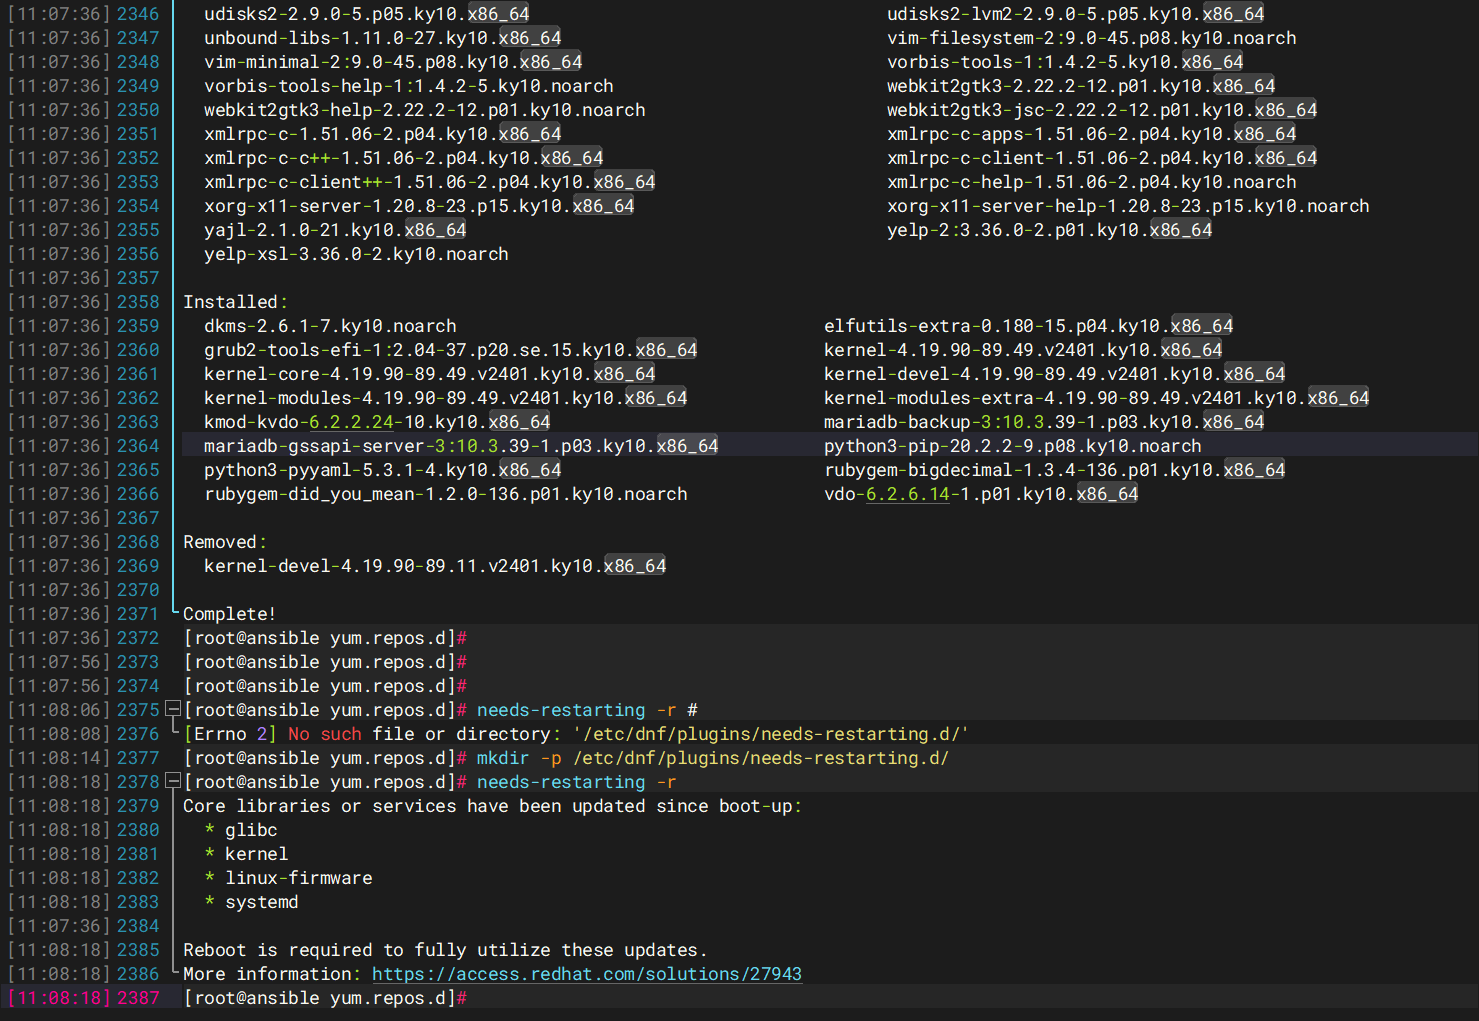 [11:07:36] 2346 udisks2-2.9.0-5.p05.ky10.x86_64 udisks2-lvm2-2.9.0-5.p05.ky10.x86_64
[11:07:36] 2347 unbound-libs-1.11.0-27.ky10.x86_64 vim-filesystem-2:9.0-45.p08.ky10.noarch
[11:07:36] 2348 vim-minimal-2:9.0-45.p08.ky10.x86_64 vorbis-tools-1:1.4.2-5.ky10.x86_64
[11:07:36] 2349 vorbis-tools-help-1:1.4.2-5.ky10.noarch webkit2gtk3-2.22.2-12.p01.ky10.x86_64
[11:07:36] 2350 webkit2gtk3-help-2.22.2-12.p01.ky10.noarch webkit2gtk3-jsc-2.22.2-12.p01.ky10.x86_64
[11:07:36] 2351 xmlrpc-c-1.51.06-2.p04.ky10.x86_64 xmlrpc-c-apps-1.51.06-2.p04.ky10.x86_64
[11:07:36] 2352 xmlrpc-c-c++-1.51.06-2.p04.ky10.x86_64 xmlrpc-c-client-1.51.06-2.p04.ky10.x86_64
[11:07:36] 2353 xmlrpc-c-client++-1.51.06-2.p04.ky10.x86_64 xmlrpc-c-help-1.51.06-2.p04.ky10.noarch
[11:07:36] 2354 xorg-x11-server-1.20.8-23.p15.ky10.x86_64 xorg-x11-server-help-1.20.8-23.p15.ky10.noarch
[11:07:36] 2355 yajl-2.1.0-21.ky10.x86_64 yelp-2:3.36.0-2.p01.ky10.x86_64
[11:07:36] 2356 yelp-xsl-3.36.0-2.ky10.noarch
[11:07:36] 2357
[11:07:36] 2358 Installed:
[11:07:36] 2359 dkms-2.6.1-7.ky10.noarch elfutils-extra-0.180-15.p04.ky10.x86_64
[11:07:36] 2360 grub2-tools-efi-1:2.04-37.p20.se.15.ky10.x86_64 kernel-4.19.90-89.49.v2401.ky10.x86_64
[11:07:36] 2361 kernel-core-4.19.90-89.49.v2401.ky10.x86_64 kernel-devel-4.19.90-89.49.v2401.ky10.x86_64
[11:07:36] 2362 kernel-modules-4.19.90-89.49.v2401.ky10.x86_64 kernel-modules-extra-4.19.90-89.49.v2401.ky10.x86_64
[11:07:36] 2363 kmod-kvdo-6.2.2.24-10.ky10.x86_64 mariadb-backup-3:10.3.39-1.p03.ky10.x86_64
[11:07:36] 2364 mariadb-gssapi-server-3:10.3.39-1.p03.ky10.x86_64 python3-pip-20.2.2-9.p08.ky10.noarch
[11:07:36] 2365 python3-pyyaml-5.3.1-4.ky10.x86_64 rubygem-bigdecimal-1.3.4-136.p01.ky10.x86_64
[11:07:36] 2366 rubygem-did_you_mean-1.2.0-136.p01.ky10.noarch vdo-6.2.6.14-1.p01.ky10.x86_64
[11:07:36] 2367
[11:07:36] 2368 Removed:
[11:07:36] 2369 kernel-devel-4.19.90-89.11.v2401.ky10.x86_64
[11:07:36] 2370
[11:07:36] 2371 Complete!
[11:07:36] 2372 [root@ansible yum.repos.d]#
[11:07:56] 2373 [root@ansible yum.repos.d]#
[11:07:56] 2374 [root@ansible yum.repos.d]#
[11:08:06] 2375 [root@ansible yum.repos.d]# needs-restarting -r #
[11:08:08] 2376 [Errno 2] No such file or directory: '/etc/dnf/plugins/needs-restarting.d/'
[11:08:14] 2377 [root@ansible yum.repos.d]# mkdir -p /etc/dnf/plugins/needs-restarting.d/
[11:08:18] 2378 [root@ansible yum.repos.d]# needs-restarting -r
[11:08:18] 2379 Core libraries or services have been updated since boot-up:
[11:08:18] 2380 * glibc
[11:08:18] 2381 * kernel
[11:08:18] 2382 * linux-firmware
[11:08:18] 2383 * systemd
[11:07:36] 2384
[11:08:18] 2385 Reboot is required to fully utilize these updates.
[11:08:18] 2386 More information: https://access.redhat.com/solutions/27943
[11:08:18] 2387 [root@ansible yum.repos.d]#